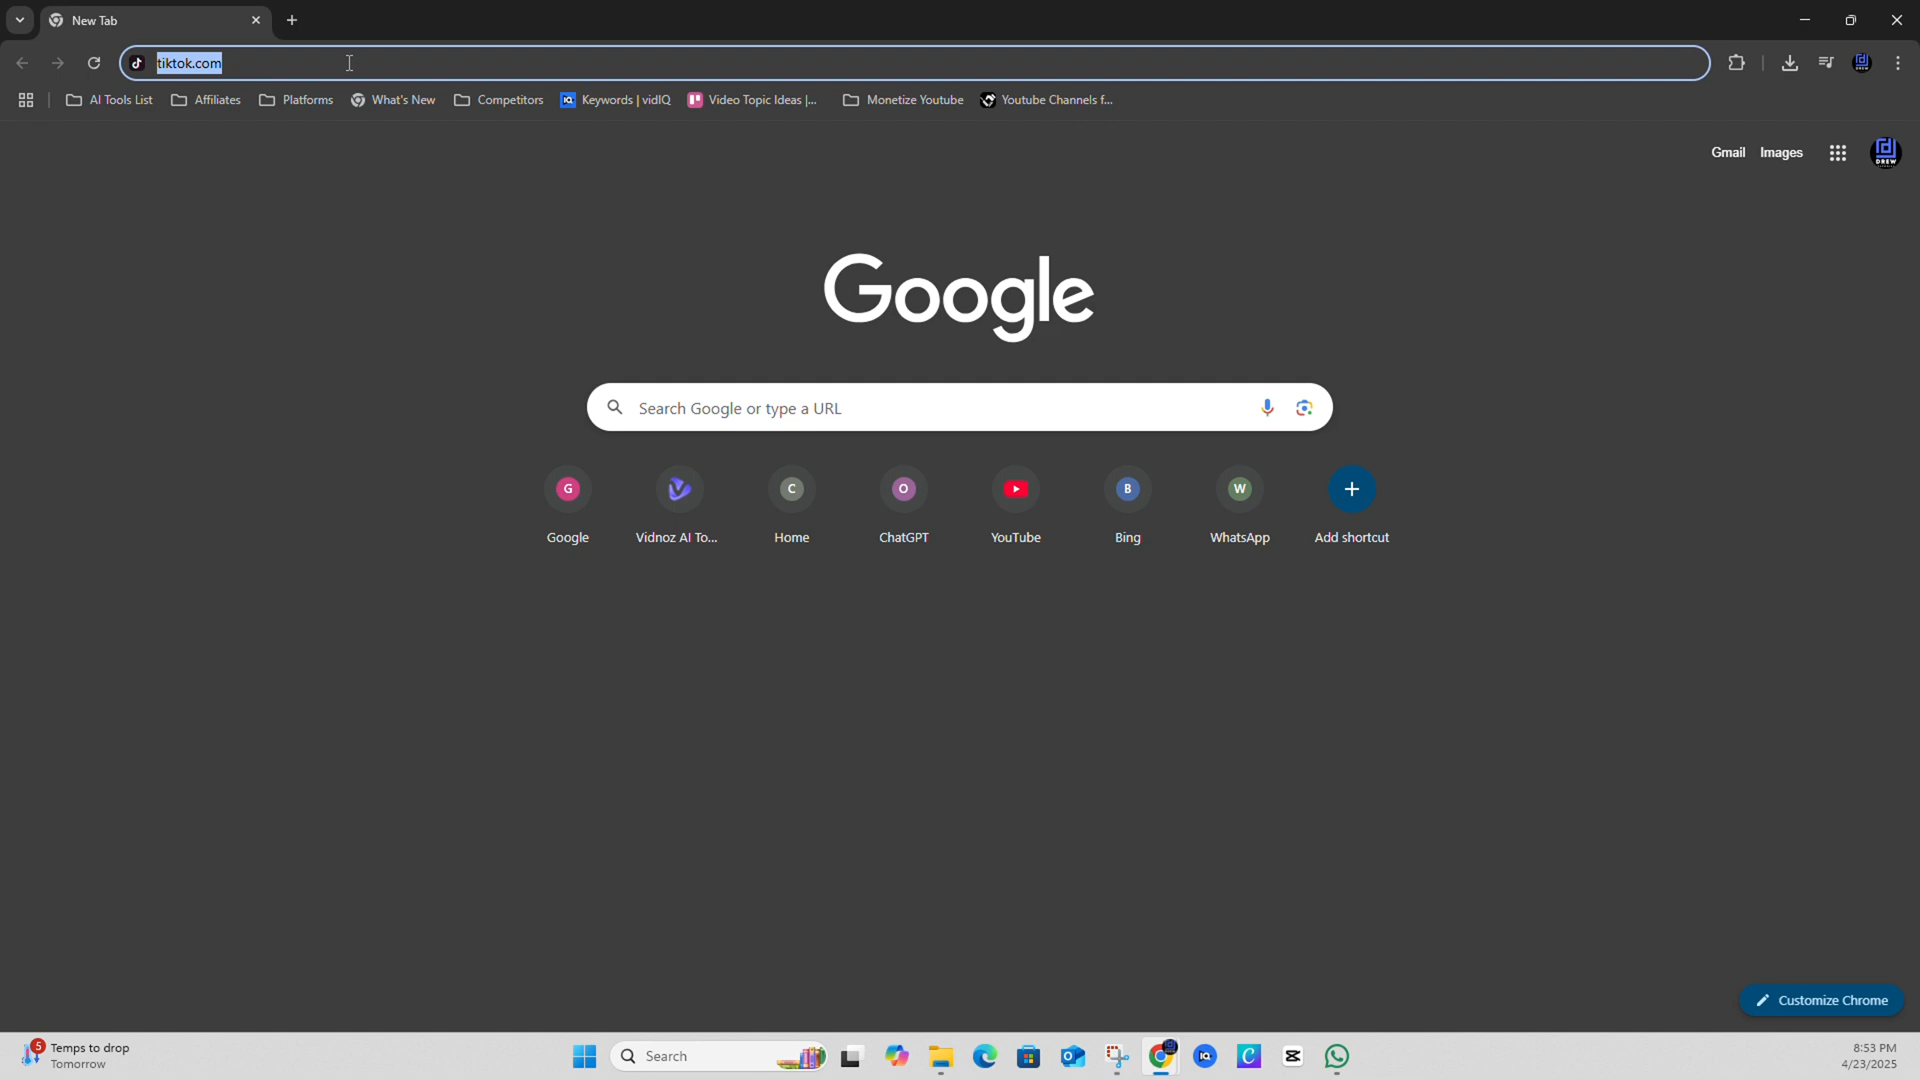 New Tab
tiktok.com
AI Tools List
Affiliates
Platforms
What's New
Competitors
Keywords | vidIQ
Video Topic Ideas |...
Monetize Youtube
Youtube Channels f...
Gmail
Images
DREW
Google
Search Google or type a URL
G
C
O
B
W
Google
Vidnoz AI To...
Home
ChatGPT
YouTube
Bing
WhatsApp
Add shortcut
Customize Chrome
5
Temps to drop
Tomorrow
Search
8:53 PM
4/23/2025